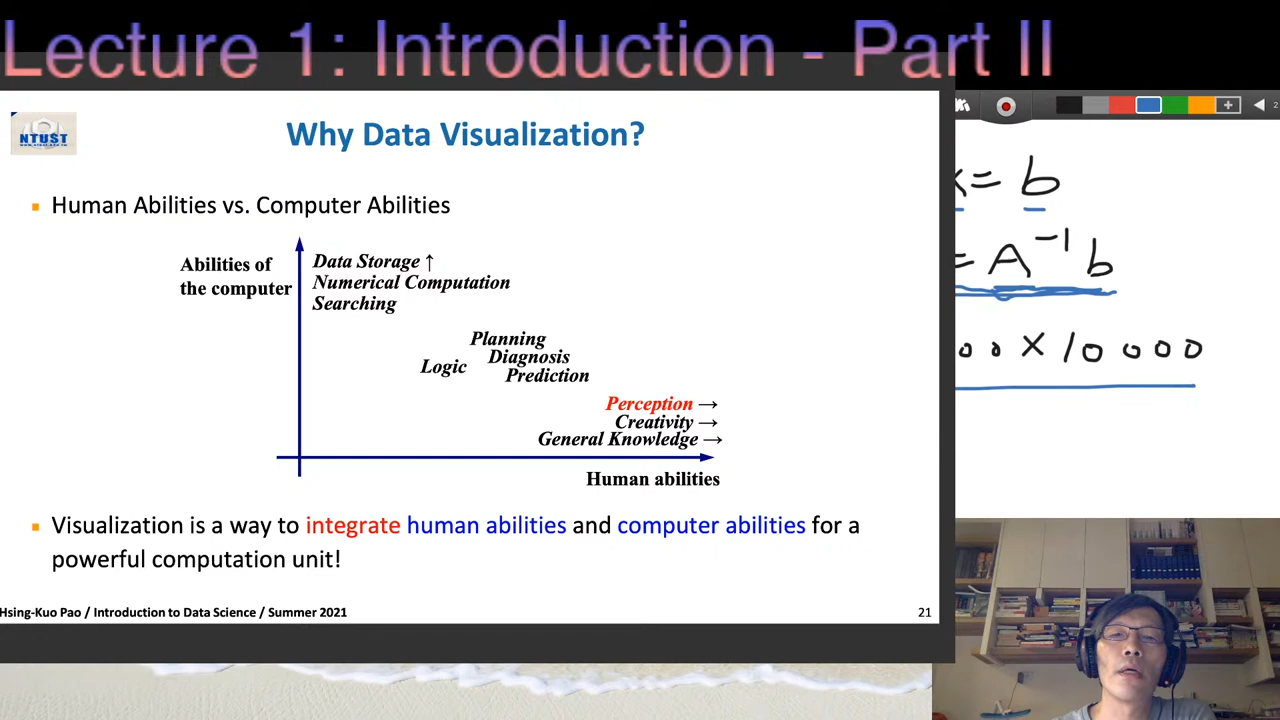 Lecture 1: Introduction - Part II
NTUST
Why Data Visualization?
Human Abilities vs. Computer Abilities
Abilities of
the computer
Data Storage ↑
Numerical Computation
Searching
Planning
Logic
Diagnosis
Prediction
Perception →
Creativity →
General Knowledge →
Human abilities
Visualization is a way to integrate human abilities and computer abilities for a
powerful computation unit!
Hsing-Kuo Pao / Introduction to Data Science / Summer 2021
21
2
x = b
= A⁻¹ b
00 × 10000